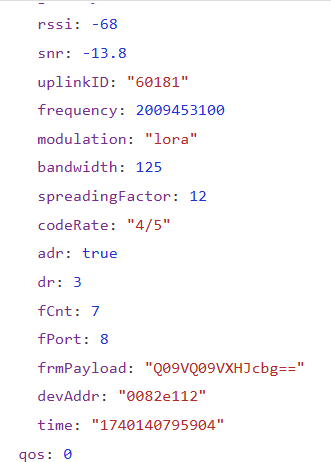 rssi: -68
snr: -13.8
uplinkID: "60181"
frequency: 2009453100
modulation: "lora"
bandwidth: 125
spreadingFactor: 12
codeRate: "4/5"
adr: true
dr: 3
fCnt: 7
fPort: 8
frmPayload: "Q09VQ09VXHJcbg=="
devAddr: "0082e112"
time: "1740140795904"
qos: 0